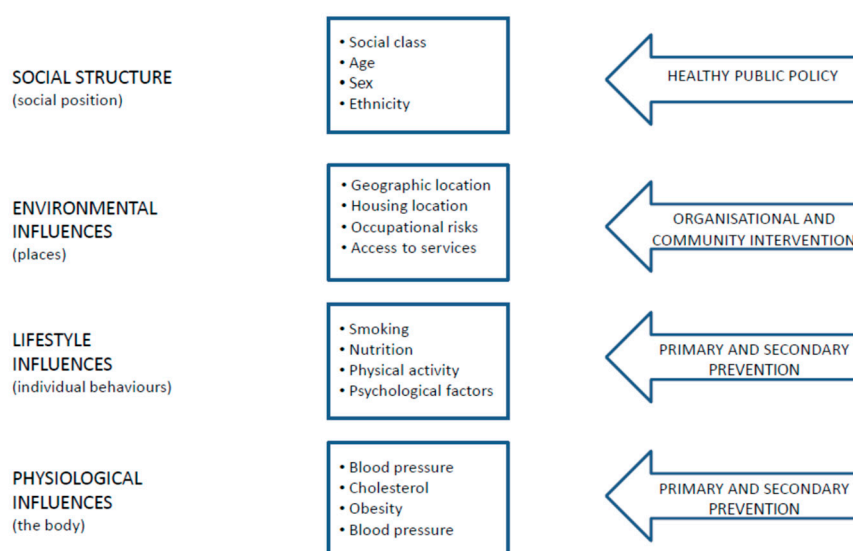 SOCIAL STRUCTURE
(social position)
• Social class
• Age
• Sex
• Ethnicity
HEALTHY PUBLIC POLICY
ENVIRONMENTAL
INFLUENCES
(places)
• Geographic location
• Housing location
• Occupational risks
• Access to services
ORGANISATIONAL AND
COMMUNITY INTERVENTION
LIFESTYLE
INFLUENCES
(individual behaviours)
• Smoking
• Nutrition
• Physical activity
• Psychological factors
PRIMARY AND SECONDARY
PREVENTION
PHYSIOLOGICAL
INFLUENCES
(the body)
• Blood pressure
• Cholesterol
• Obesity
• Blood pressure
PRIMARY AND SECONDARY
PREVENTION